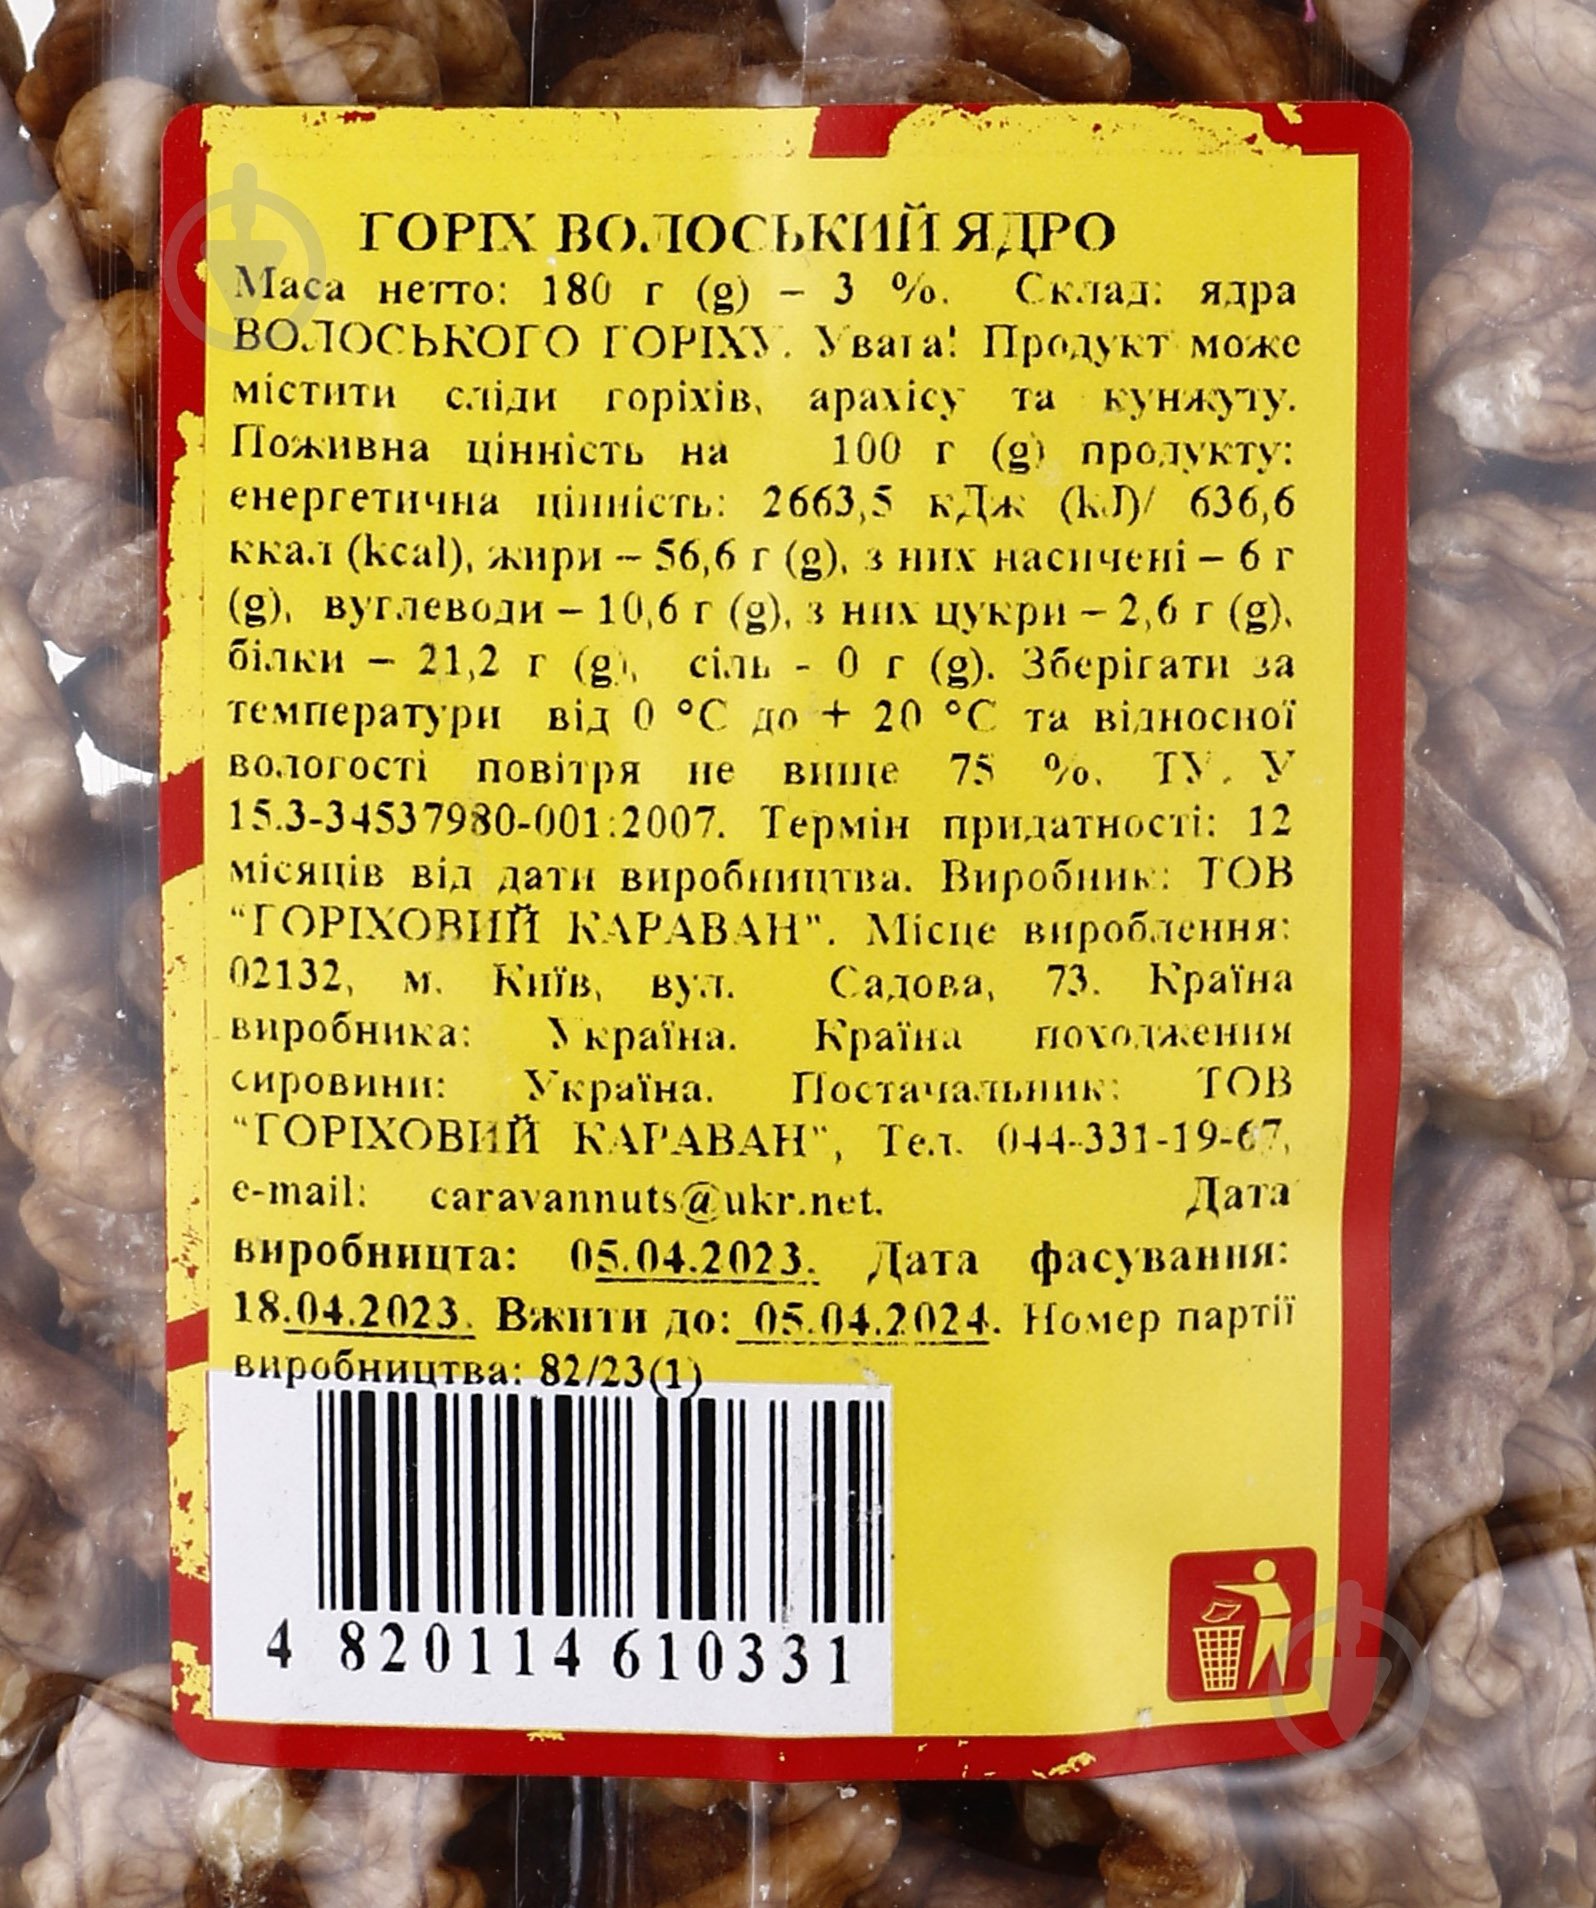 ГОРІХ ВОЛОСЬКИЙ ЯДРО
Маса нетто: 180 г (g) – 3 %. Склад: ядра
ВОЛОСЬКОГО ГОРІХУ. Увага! Продукт може
містити сліди горіхів, арахісу та кунжуту.
Поживна цінність на 100 г (g) продукту:
енергетична цінність: 2663,5 кДж (kJ)/ 636,6
ккал (kcal), жири – 56,6 г (g), з них насичені – 6 г
(g), вуглеводи – 10,6 г (g), з них цукри – 2,6 г (g),
білки – 21,2 г (g), сіль - 0 г (g). Зберігати за
температури від 0 °С до + 20 °С та відносної
вологості повітря не вище 75 %. ТУ. У
15.3-34537980-001:2007. Термін придатності: 12
місяців від дати виробництва. Виробник: ТОВ
“ГОРІХОВИЙ КАРАВАН”. Місце вироблення:
02132, м. Київ, вул. Садова, 73. Країна
виробника: Україна. Країна походження
сировини: Україна. Постачальник: ТОВ
“ГОРІХОВИЙ КАРАВАН”, Тел. 044-331-19-67,
e-mail: caravannuts@ukr.net. Дата
виробницта: 05.04.2023. Дата фасування:
18.04.2023. Вжити до: 05.04.2024. Номер партії
виробництва: 82/23(1)
4 820114 610331